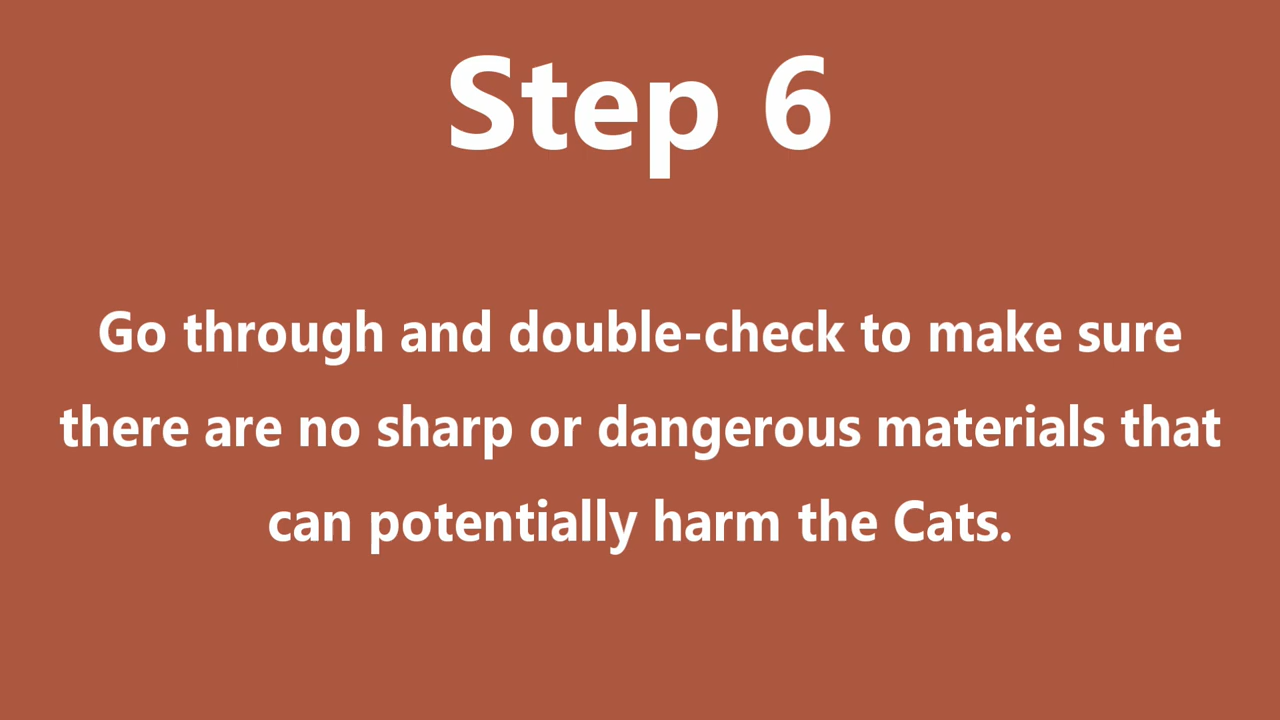 Step 6
Go through and double-check to make sure
there are no sharp or dangerous materials that
can potentially harm the Cats.